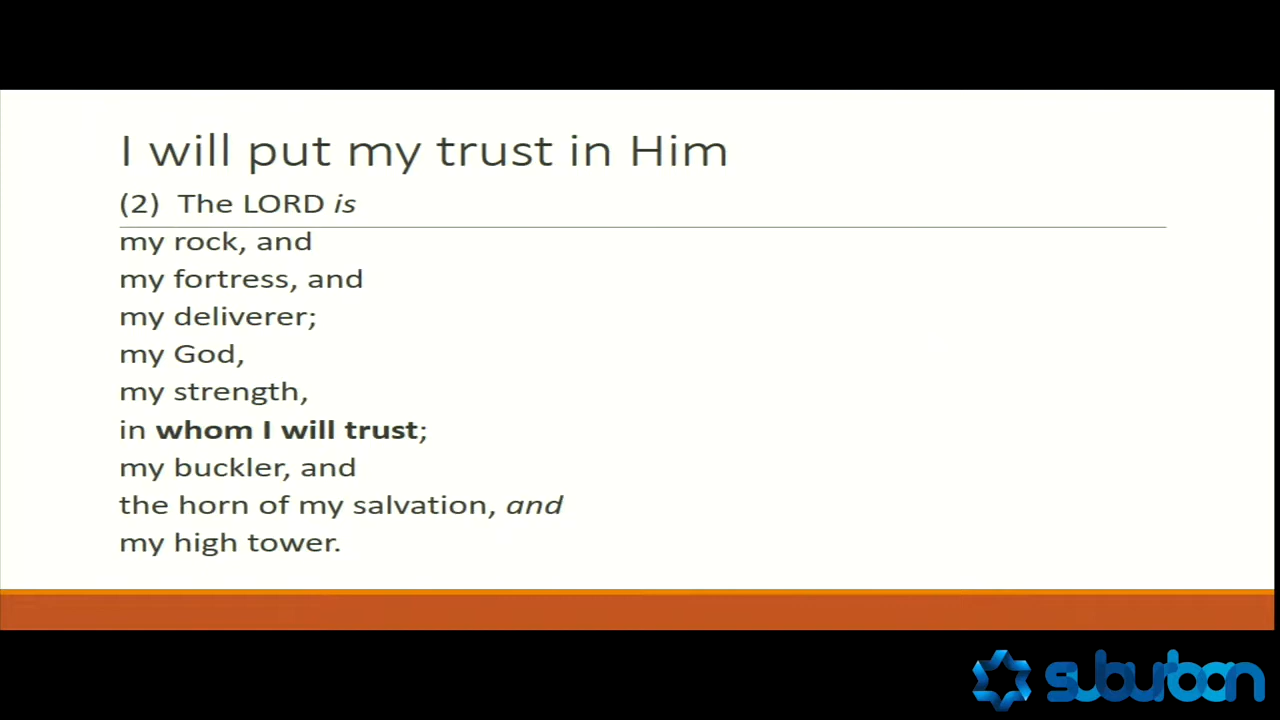 I will put my trust in Him
(2) The LORD is
my rock, and
my fortress, and
my deliverer;
my God,
my strength,
in whom I will trust;
my buckler, and
the horn of my salvation, and
my high tower.
suburban